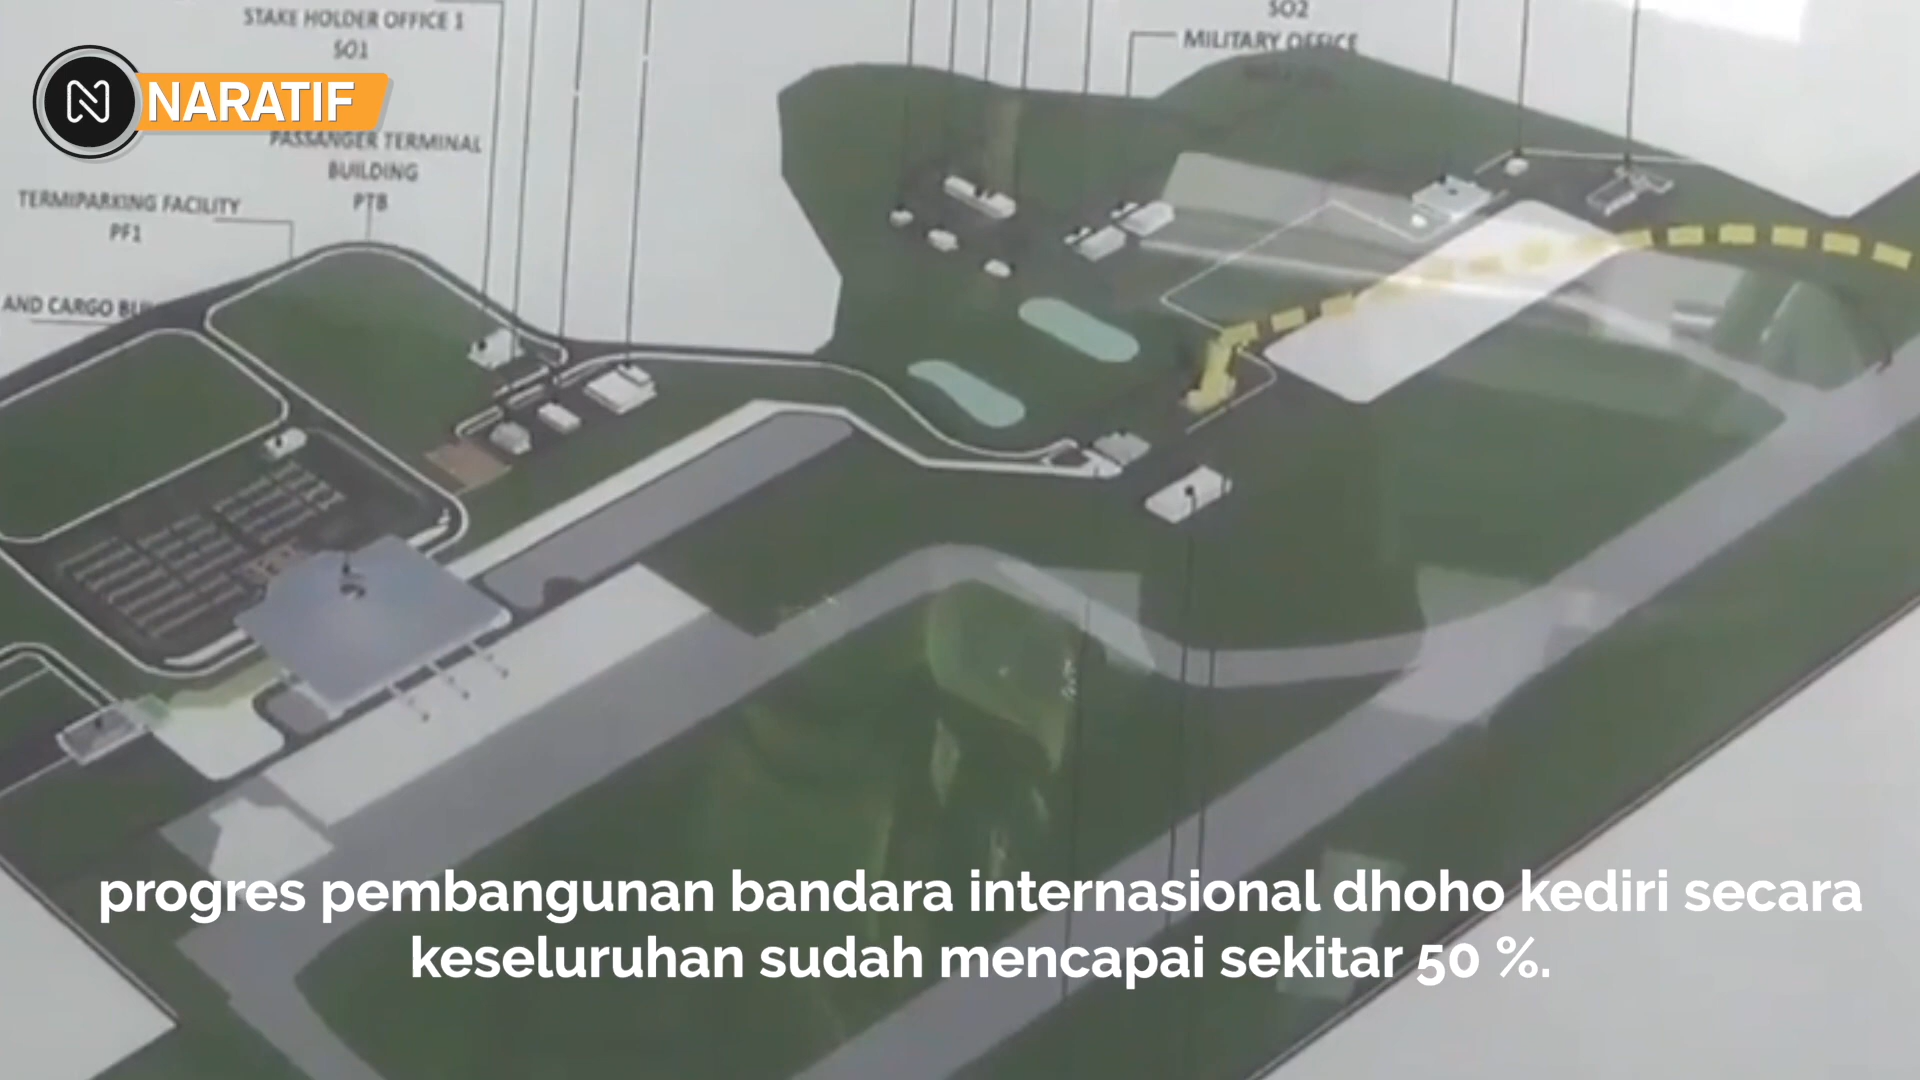 STAKE HOLDER OFFICE 1
SO1
SO2
MILITARY OFFICE
NARATIF
PASSANGER TERMINAL
BUILDING
PTB
TERMIPARKING FACILITY
PF1
AND CARGO
progres pembangunan bandara internasional dhoho kediri secara
keseluruhan sudah mencapai sekitar 50 %.